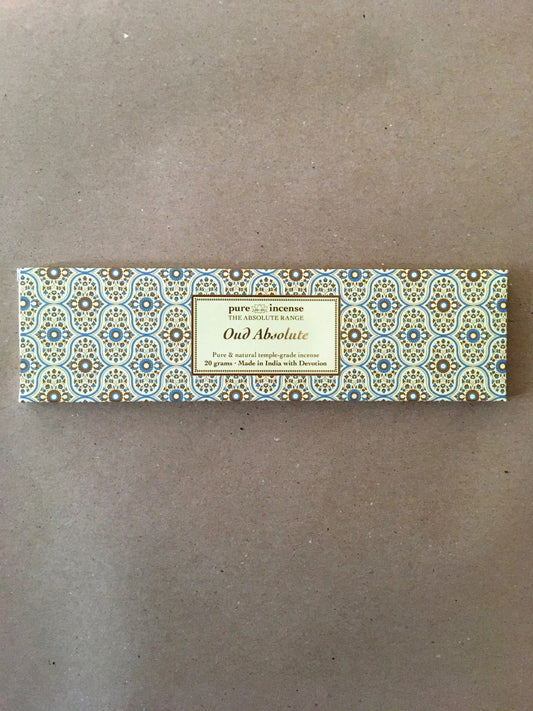 pure incense
THE ABSOLUTE RANGE
Oud Absolute
Pure & natural temple-grade incense
20 grams · Made in India with Devotion